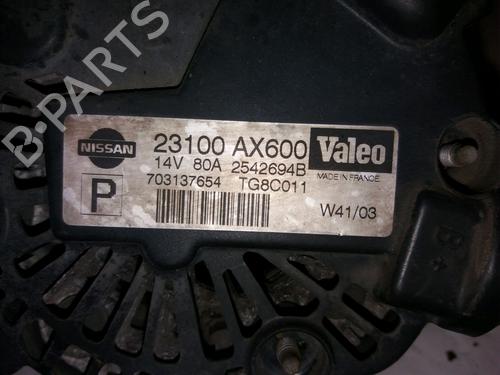 B-PARTS
NISSAN
23100 AX600
Valeo
14V 80A 2542694B
MADE IN FRANCE
P
703137654 TG8C011
W41/03
B+